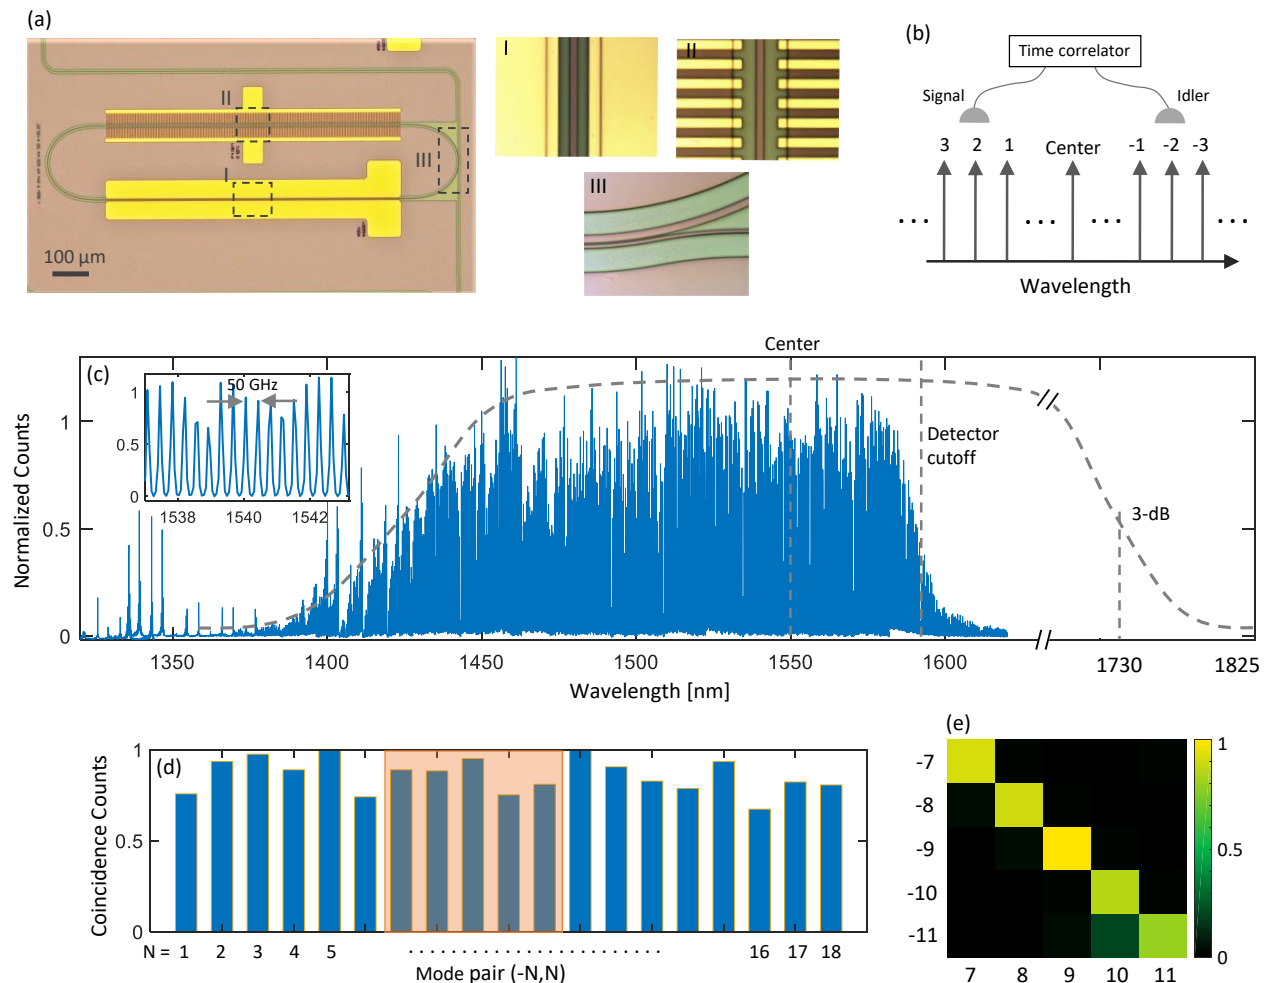 (a)
I
II
III
100 μm
I
II
III
(b)
Time correlator
Signal
Idler
3 2 1 Center -1 -2 -3
Wavelength
(c)
Center
50 GHz
1
0.5
0
1538 1540 1542
Detector
cutoff
3-dB
Normalized Counts
1
0.5
0
1350 1400 1450 1500 1550 1600 1730 1825
Wavelength [nm]
(d)
Coincidence Counts
1
0.5
0
N = 1 2 3 4 5 16 17 18
Mode pair (-N,N)
(e)
-7
-8
-9
-10
-11
7 8 9 10 11
1
0.5
0